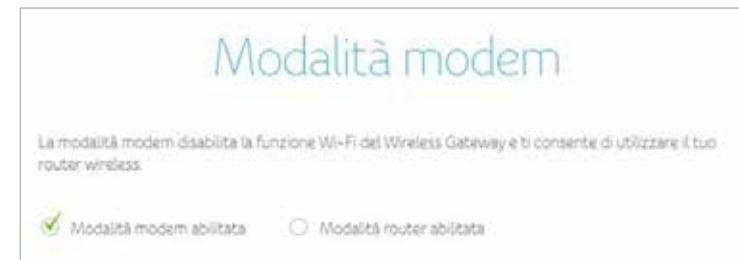 Modalità modem
La modalità modem disabilita la funzione Wi-Fi del Wireless Gateway e ti consente di utilizzare il tuo
router wireless.
Modalità modem abilitata Modalità router abilitata